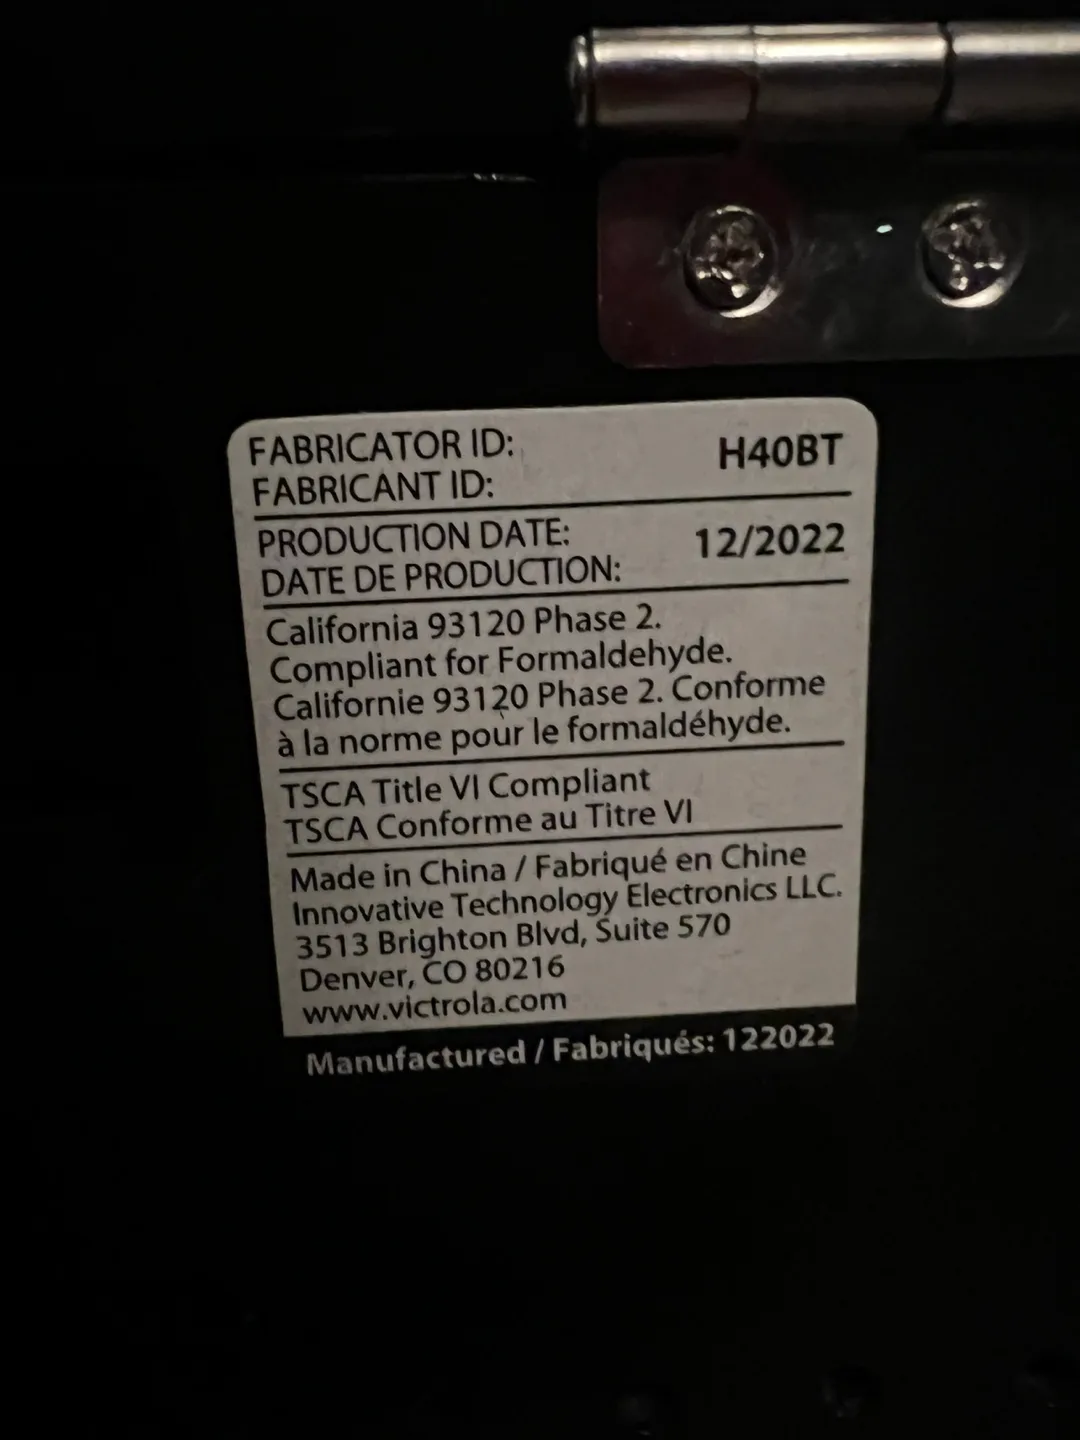 FABRICATOR ID:
FABRICANT ID:
H40BT
PRODUCTION DATE:
DATE DE PRODUCTION:
12/2022
California 93120 Phase 2.
Compliant for Formaldehyde.
Californie 93120 Phase 2. Conforme
à la norme pour le formaldéhyde.
TSCA Title VI Compliant
TSCA Conforme au Titre VI
Made in China / Fabriqué en Chine
Innovative Technology Electronics LLC.
3513 Brighton Blvd, Suite 570
Denver, CO 80216
www.victrola.com
Manufactured / Fabriqués: 122022